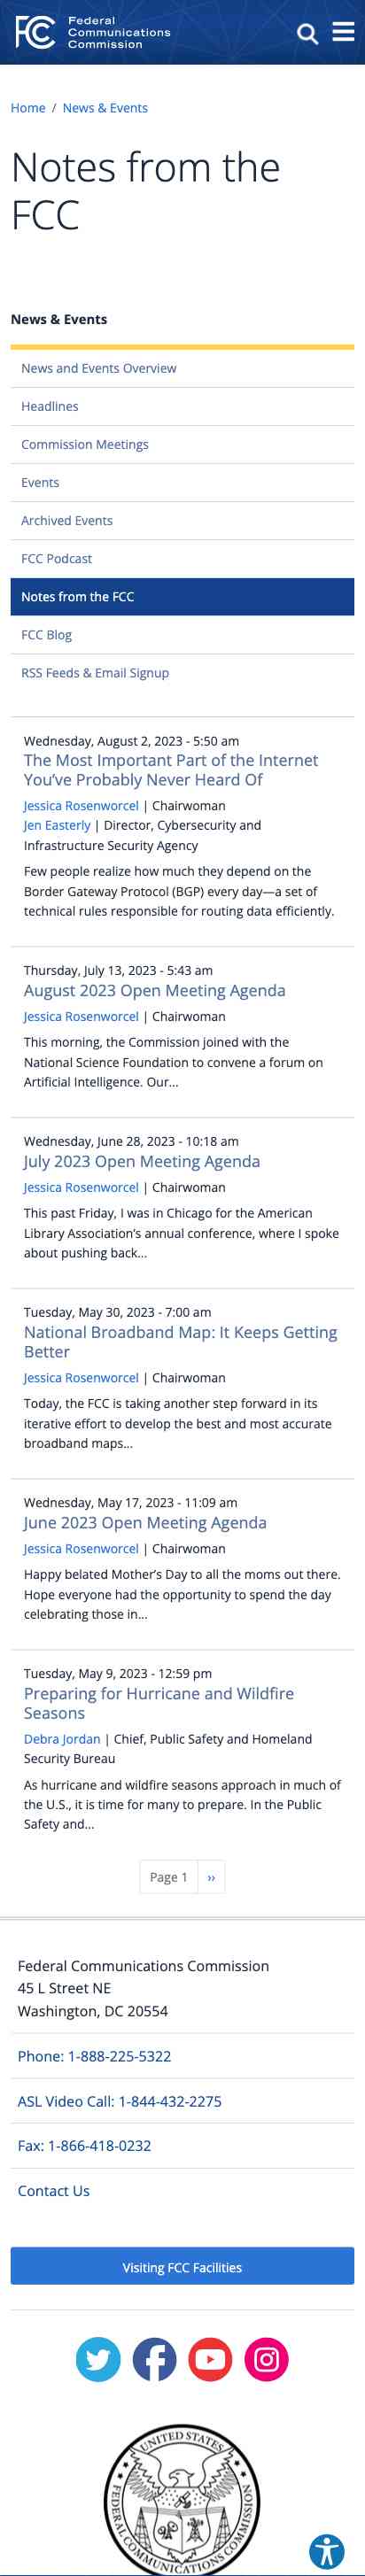 Federal
Communications
Commission
Home / News & Events
Notes from the
FCC
News & Events
News and Events Overview
Headlines
Commission Meetings
Events
Archived Events
FCC Podcast
Notes from the FCC
FCC Blog
RSS Feeds & Email Signup
Wednesday, August 2, 2023 - 5:50 am
The Most Important Part of the Internet
You’ve Probably Never Heard Of
Jessica Rosenworcel | Chairwoman
Jen Easterly | Director, Cybersecurity and
Infrastructure Security Agency
Few people realize how much they depend on the
Border Gateway Protocol (BGP) every day—a set of
technical rules responsible for routing data efficiently.
Thursday, July 13, 2023 - 5:43 am
August 2023 Open Meeting Agenda
Jessica Rosenworcel | Chairwoman
This morning, the Commission joined with the
National Science Foundation to convene a forum on
Artificial Intelligence. Our...
Wednesday, June 28, 2023 - 10:18 am
July 2023 Open Meeting Agenda
Jessica Rosenworcel | Chairwoman
This past Friday, I was in Chicago for the American
Library Association’s annual conference, where I spoke
about pushing back...
Tuesday, May 30, 2023 - 7:00 am
National Broadband Map: It Keeps Getting
Better
Jessica Rosenworcel | Chairwoman
Today, the FCC is taking another step forward in its
iterative effort to develop the best and most accurate
broadband maps...
Wednesday, May 17, 2023 - 11:09 am
June 2023 Open Meeting Agenda
Jessica Rosenworcel | Chairwoman
Happy belated Mother’s Day to all the moms out there.
Hope everyone had the opportunity to spend the day
celebrating those in...
Tuesday, May 9, 2023 - 12:59 pm
Preparing for Hurricane and Wildfire
Seasons
Debra Jordan | Chief, Public Safety and Homeland
Security Bureau
As hurricane and wildfire seasons approach in much of
the U.S., it is time for many to prepare. In the Public
Safety and...
Page 1 ››
Federal Communications Commission
45 L Street NE
Washington, DC 20554
Phone: 1-888-225-5322
ASL Video Call: 1-844-432-2275
Fax: 1-866-418-0232
Contact Us
Visiting FCC Facilities
UNITED STATES